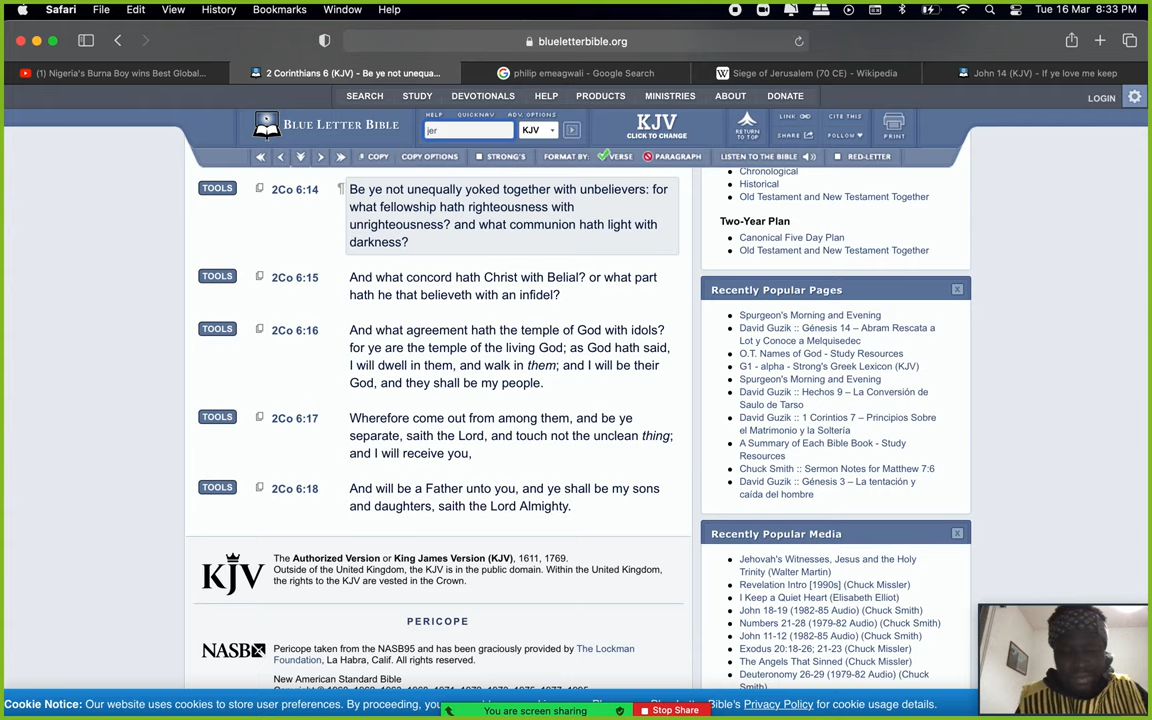 Safari File Edit View History Bookmarks Window Help Tue 16 Mar 8:33 PM
blueletterbible.org
(1) Nigeria's Burna Boy wins Best Global...
2 Corinthians 6 (KJV) - Be ye not unequa...
philip emeagwali - Google Search
Siege of Jerusalem (70 CE) - Wikipedia
John 14 (KJV) - If ye love me keep
SEARCH STUDY DEVOTIONALS HELP PRODUCTS MINISTRIES ABOUT DONATE
LOGIN
BLUE LETTER BIBLE
HELP QUICKNAV ADV. OPTIONS
jer
KJV
KJV
CLICK TO CHANGE
RETURN
TO TOP
LINK
CITE THIS
SHARE
FOLLOW
PRINT
COPY COPY OPTIONS STRONG'S FORMAT BY: VERSE PARAGRAPH LISTEN TO THE BIBLE RED-LETTER
TOOLS 2Co 6:14 ¶ Be ye not unequally yoked together with unbelievers: for
what fellowship hath righteousness with
unrighteousness? and what communion hath light with
darkness?
TOOLS 2Co 6:15 And what concord hath Christ with Belial? or what part
hath he that believeth with an infidel?
TOOLS 2Co 6:16 And what agreement hath the temple of God with idols?
for ye are the temple of the living God; as God hath said,
I will dwell in them, and walk in them; and I will be their
God, and they shall be my people.
TOOLS 2Co 6:17 Wherefore come out from among them, and be ye
separate, saith the Lord, and touch not the unclean thing;
and I will receive you,
TOOLS 2Co 6:18 And will be a Father unto you, and ye shall be my sons
and daughters, saith the Lord Almighty.
KJV
The Authorized Version or King James Version (KJV), 1611, 1769.
Outside of the United Kingdom, the KJV is in the public domain. Within the United Kingdom,
the rights to the KJV are vested in the Crown.
PERICOPE
NASB
Pericope taken from the NASB95 and has been graciously provided by The Lockman
Foundation, La Habra, Calif. All rights reserved.
New American Standard Bible
Chronological
Historical
Old Testament and New Testament Together
Two-Year Plan
Canonical Five Day Plan
Old Testament and New Testament Together
Recently Popular Pages
Spurgeon's Morning and Evening
David Guzik :: Génesis 14 – Abram Rescata a
Lot y Conoce a Melquisedec
O.T. Names of God - Study Resources
G1 - alpha - Strong's Greek Lexicon (KJV)
Spurgeon's Morning and Evening
David Guzik :: Hechos 9 – La Conversión de
Saulo de Tarso
David Guzik :: 1 Corintios 7 – Principios Sobre
el Matrimonio y la Soltería
A Summary of Each Bible Book - Study
Resources
Chuck Smith :: Sermon Notes for Matthew 7:6
David Guzik :: Génesis 3 – La tentación y
caída del hombre
Recently Popular Media
Jehovah's Witnesses, Jesus and the Holy
Trinity (Walter Martin)
Revelation Intro [1990s] (Chuck Missler)
I Keep a Quiet Heart (Elisabeth Elliot)
John 18-19 (1982-85 Audio) (Chuck Smith)
Numbers 21-28 (1979-82 Audio) (Chuck Smith)
John 11-12 (1982-85 Audio) (Chuck Smith)
Exodus 20:18-26; 21-23 (Chuck Missler)
The Angels That Sinned (Chuck Missler)
Deuteronomy 26-29 (1979-82 Audio) (Chuck
Smith)
Cookie Notice: Our website uses cookies to store user preferences. By proceeding, you Bible's Privacy Policy for cookie usage details.
You are screen sharing Stop Share